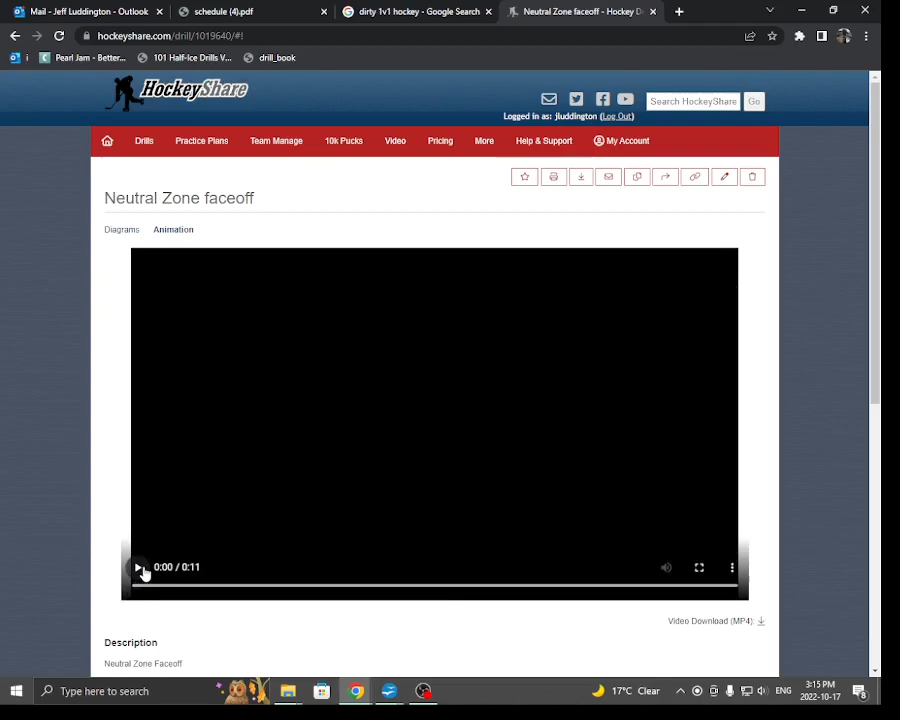 Mail - Jeff Luddington - Outlook
schedule (4).pdf
dirty 1v1 hockey - Google Search
Neutral Zone faceoff - Hockey D
hockeyshare.com/drill/1019640/#!
i
Pearl Jam - Better...
101 Half-Ice Drills V...
drill_book
HockeyShare
Search HockeyShare
Go
Logged in as: jluddington (Log Out)
Drills
Practice Plans
Team Manage
10k Pucks
Video
Pricing
More
Help & Support
My Account
Neutral Zone faceoff
Diagrams
Animation
0:00 / 0:11
Video Download (MP4):
Description
Neutral Zone Faceoff
Type here to search
17°C Clear
ENG
3:15 PM
2022-10-17
8